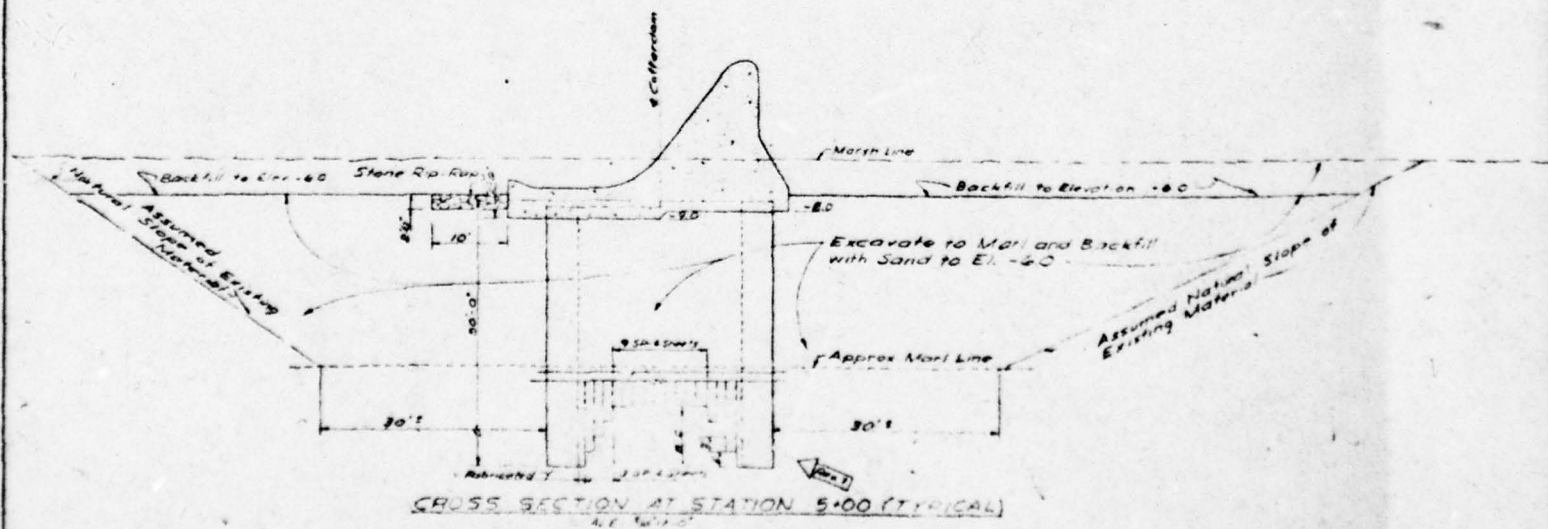 ₵ Cofferdam
Marsh Line
Backfill to Elev -6.0
Stone Rip-Rap
Backfill to Elevation -6.0
Natural Slope of Existing
Assumed
Material
-9.0
-8.0
10'
Excavate to Marl and Backfill
with Sand to El. -6.0
Assumed Natural Slope of
Existing Material
Approx Marl Line
30'±
30'±
Fabricated T
CROSS SECTION AT STATION 5+00 (TYPICAL)